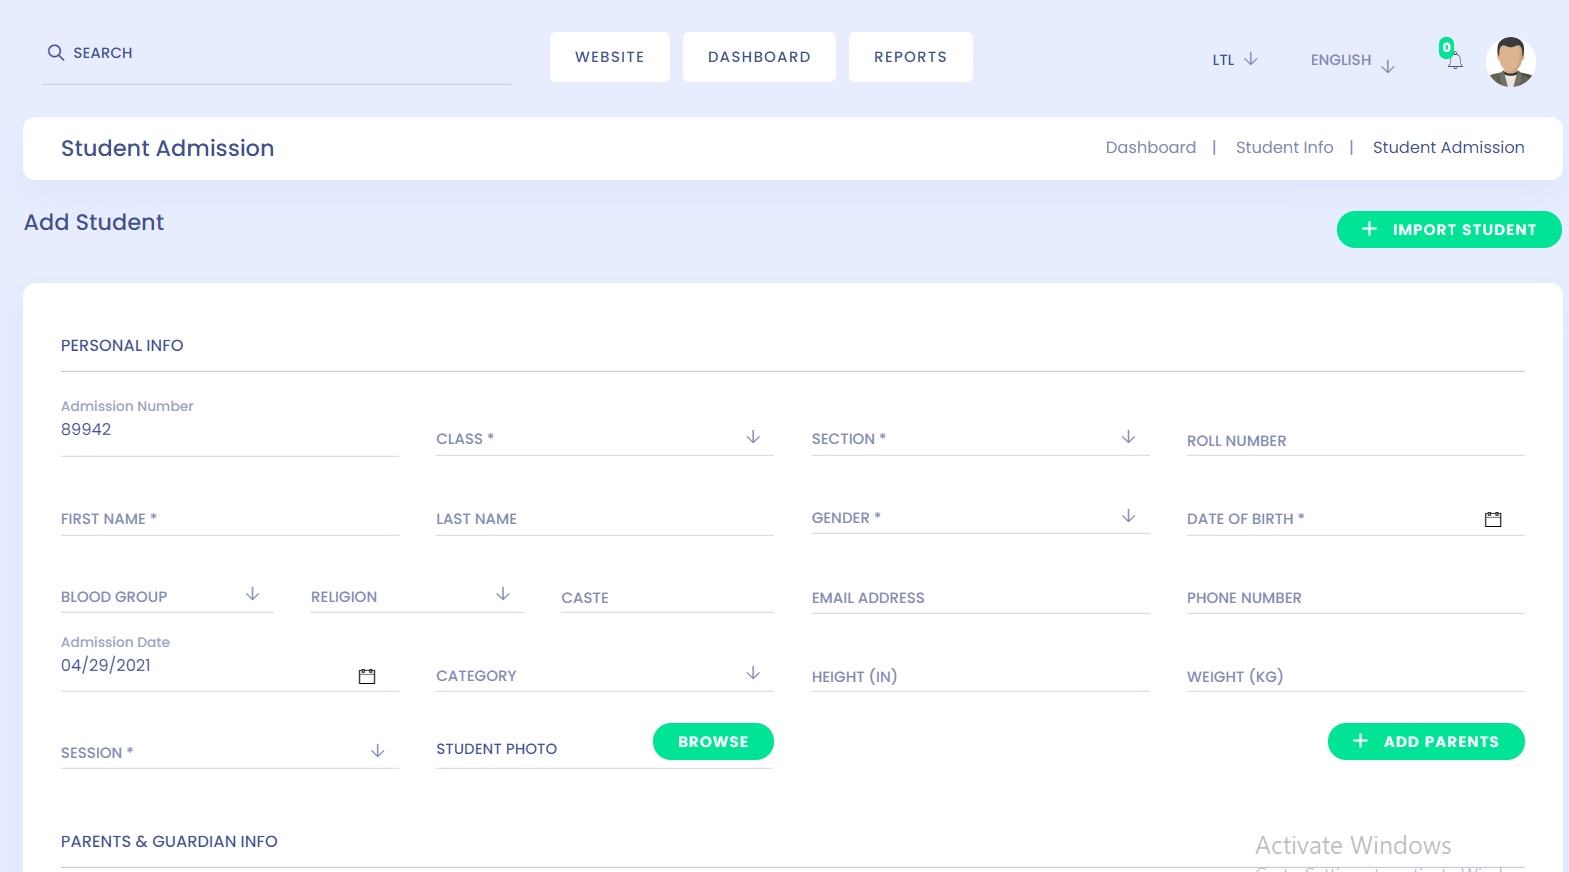 SEARCH
WEBSITE
DASHBOARD
REPORTS
LTL
ENGLISH
0
Student Admission
Dashboard | Student Info | Student Admission
Add Student
+ IMPORT STUDENT
PERSONAL INFO
Admission Number
89942
CLASS *
SECTION *
ROLL NUMBER
FIRST NAME *
LAST NAME
GENDER *
DATE OF BIRTH *
BLOOD GROUP
RELIGION
CASTE
EMAIL ADDRESS
PHONE NUMBER
Admission Date
04/29/2021
CATEGORY
HEIGHT (IN)
WEIGHT (KG)
SESSION *
STUDENT PHOTO
BROWSE
+ ADD PARENTS
PARENTS & GUARDIAN INFO
Activate Windows